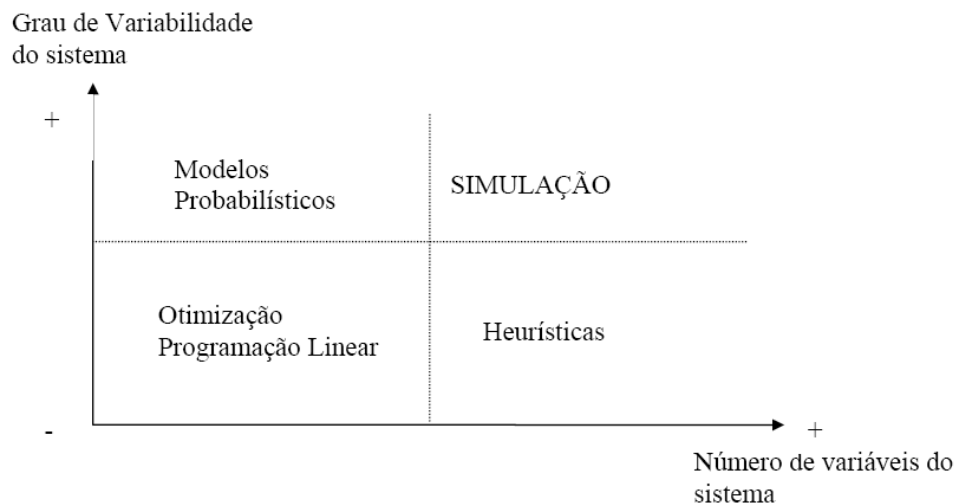 Grau de Variabilidade
do sistema
+
Modelos
Probabilísticos
SIMULAÇÃO
Otimização
Programação Linear
Heurísticas
-
+
Número de variáveis do
sistema